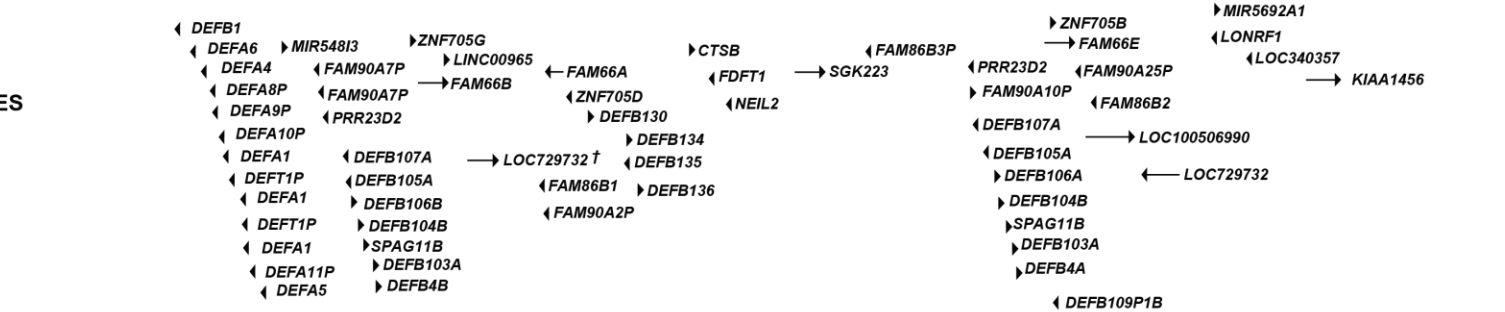 ES
DEFB1
DEFA6
DEFA4
DEFA8P
DEFA9P
DEFA10P
DEFA1
DEFT1P
DEFA1
DEFT1P
DEFA1
DEFA11P
DEFA5
MIR548I3
FAM90A7P
FAM90A7P
PRR23D2
DEFB107A
DEFB105A
DEFB106B
DEFB104B
SPAG11B
DEFB103A
DEFB4B
ZNF705G
LINC00965
FAM66B
LOC729732 †
FAM66A
ZNF705D
DEFB130
DEFB134
DEFB135
DEFB136
FAM86B1
FAM90A2P
CTSB
FDFT1
NEIL2
SGK223
FAM86B3P
PRR23D2
FAM90A10P
DEFB107A
DEFB105A
DEFB106A
DEFB104B
SPAG11B
DEFB103A
DEFB4A
DEFB109P1B
ZNF705B
FAM66E
FAM90A25P
FAM86B2
LOC100506990
LOC729732
MIR5692A1
LONRF1
LOC340357
KIAA1456